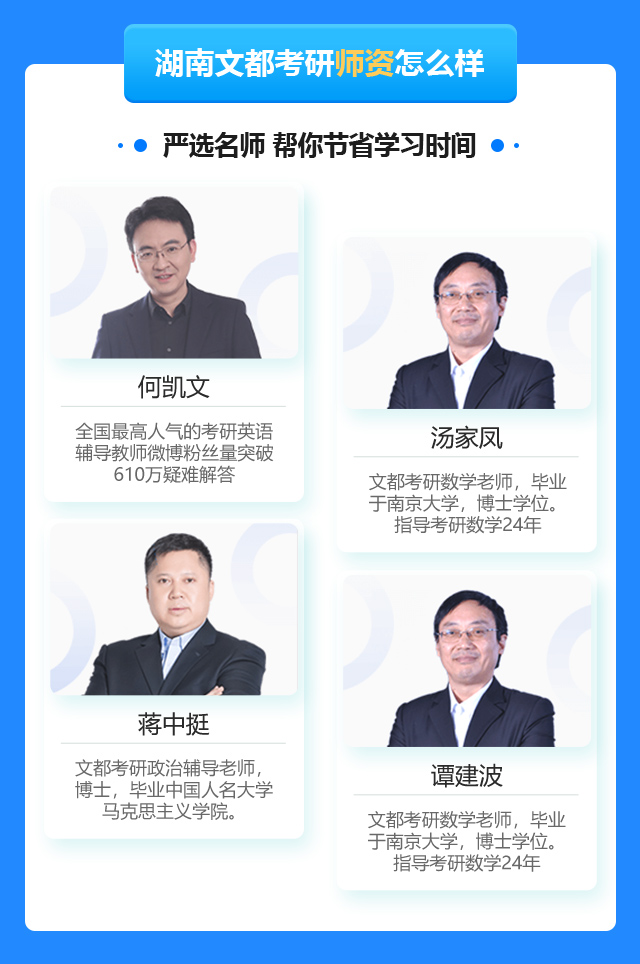 湖南文都考研师资怎么样
严选名师 帮你节省学习时间
何凯文
全国最高人气的考研英语
辅导教师微博粉丝量突破
610万疑难解答
汤家凤
文都考研数学老师，毕业
于南京大学，博士学位。
指导考研数学24年
蒋中挺
文都考研政治辅导老师，
博士，毕业中国人名大学
马克思主义学院。
谭建波
文都考研数学老师，毕业
于南京大学，博士学位。
指导考研数学24年